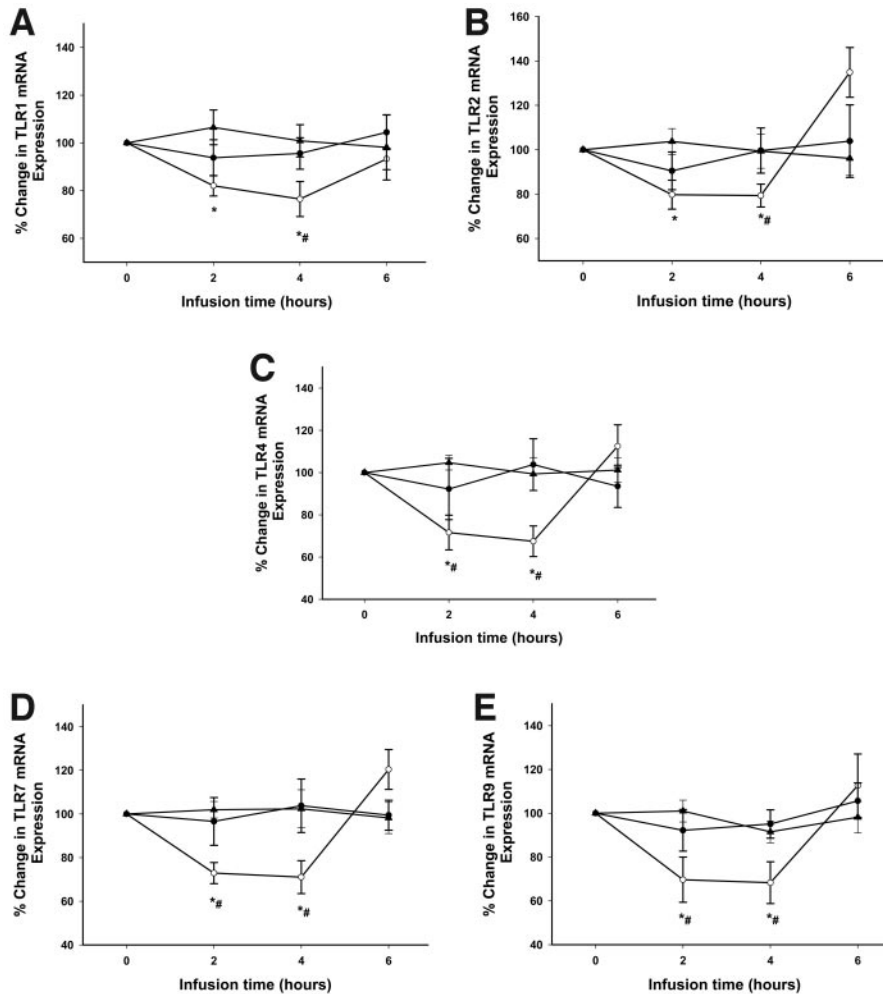 A
% Change in TLR1 mRNA
Expression
140
120
100
80
60
*
*#
0 2 4 6
Infusion time (hours)
B
% Change in TLR2 mRNA
Expression
160
140
120
100
80
60
*
*#
0 2 4 6
Infusion time (hours)
C
% Change in TLR4 mRNA
Expression
140
120
100
80
60
40
*# *#
0 2 4 6
Infusion time (hours)
D
% Change in TLR7 mRNA
Expression
140
120
100
80
60
40
*# *#
0 2 4 6
Infusion time (hours)
E
% Change in TLR9 mRNA
Expression
140
120
100
80
60
40
*# *#
0 2 4 6
Infusion time (hours)